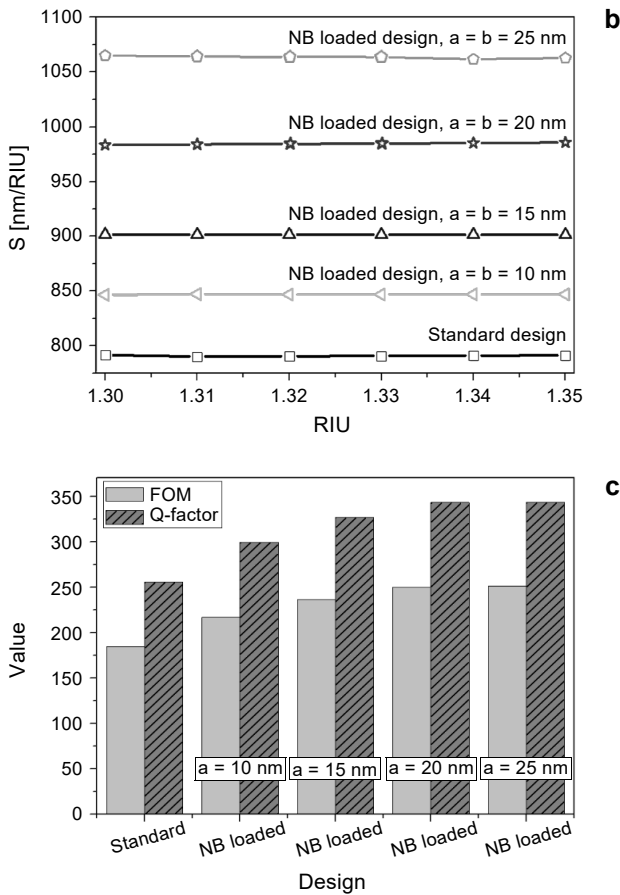 b
1100
NB loaded design, a = b = 25 nm
1050
NB loaded design, a = b = 20 nm
1000
950
NB loaded design, a = b = 15 nm
900
NB loaded design, a = b = 10 nm
850
Standard design
800
S [nm/RIU]
1.30 1.31 1.32 1.33 1.34 1.35
RIU
c
FOM
Q-factor
350
300
250
200
150
100
50
0
Value
a = 10 nm a = 15 nm a = 20 nm a = 25 nm
Standard NB loaded NB loaded NB loaded NB loaded
Design